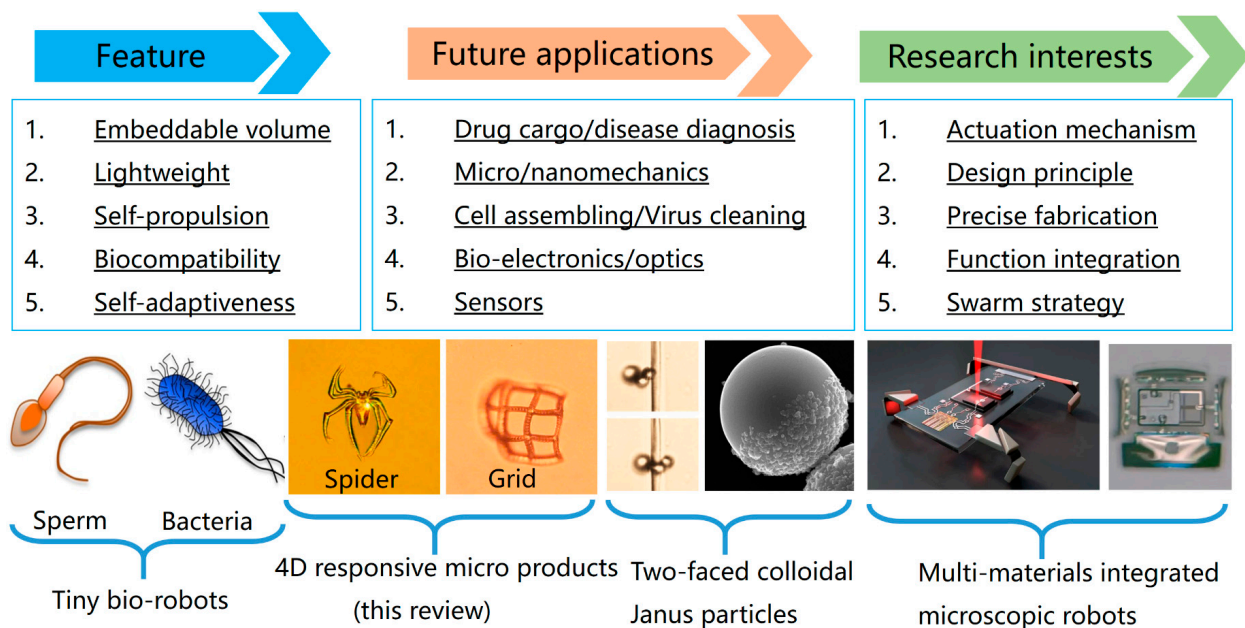 Feature
Future applications
Research interests
1. Embeddable volume
2. Lightweight
3. Self-propulsion
4. Biocompatibility
5. Self-adaptiveness
1. Drug cargo/disease diagnosis
2. Micro/nanomechanics
3. Cell assembling/Virus cleaning
4. Bio-electronics/optics
5. Sensors
1. Actuation mechanism
2. Design principle
3. Precise fabrication
4. Function integration
5. Swarm strategy
Spider
Grid
Sperm
Bacteria
Tiny bio-robots
4D responsive micro products
(this review)
Two-faced colloidal
Janus particles
Multi-materials integrated
microscopic robots